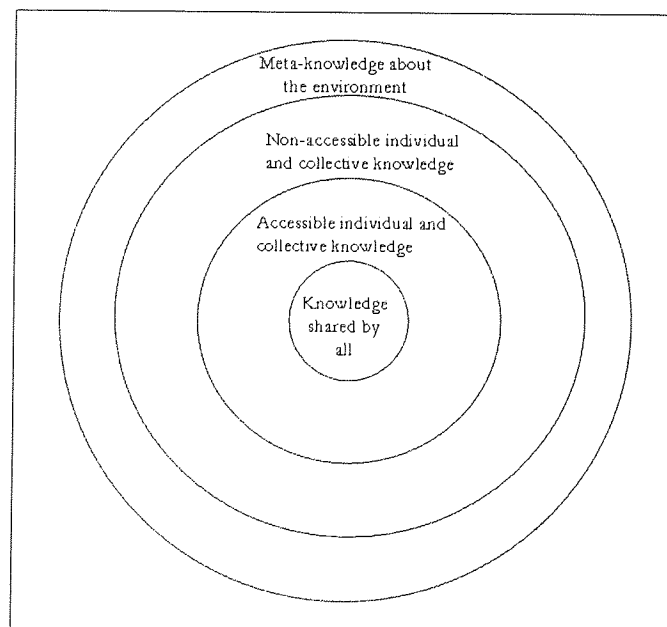 Meta-knowledge about
the environment
Non-accessible individual
and collective knowledge
Accessible individual and
collective knowledge
Knowledge
shared by
all